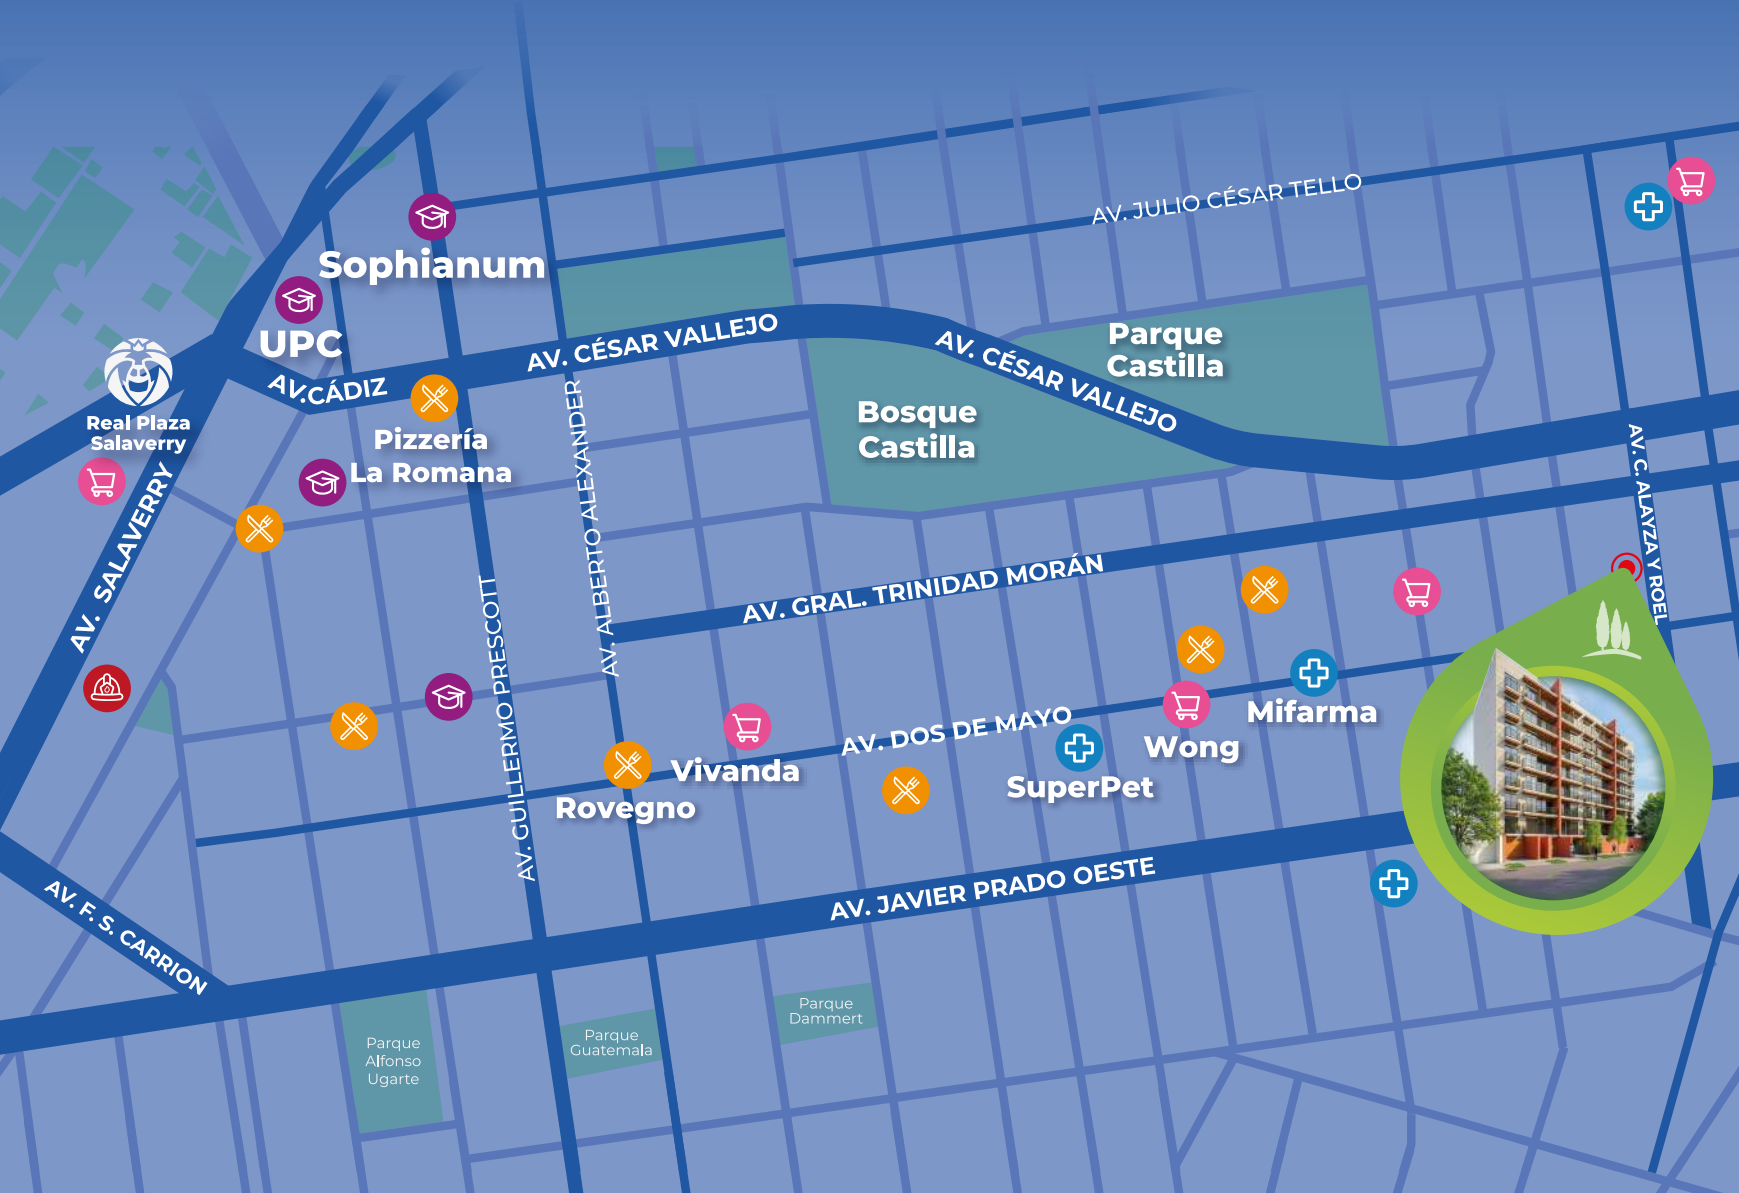 AV. JULIO CÉSAR TELLO
Sophianum
UPC
AV. CÉSAR VALLEJO
AV. CÉSAR VALLEJO
Parque
Castilla
Real Plaza
Salaverry
AV.CÁDIZ
Pizzería
La Romana
Bosque
Castilla
AV. ALBERTO ALEXANDER
AV. C. ALAYZA Y ROEL
AV. SALAVERRY
AV. GRAL. TRINIDAD MORÁN
AV. GUILLERMO PRESCOTT
AV. DOS DE MAYO
Mifarma
Wong
Vivanda
SuperPet
Rovegno
AV. JAVIER PRADO OESTE
AV. F. S. CARRION
Parque
Dammert
Parque
Guatemala
Parque
Alfonso
Ugarte